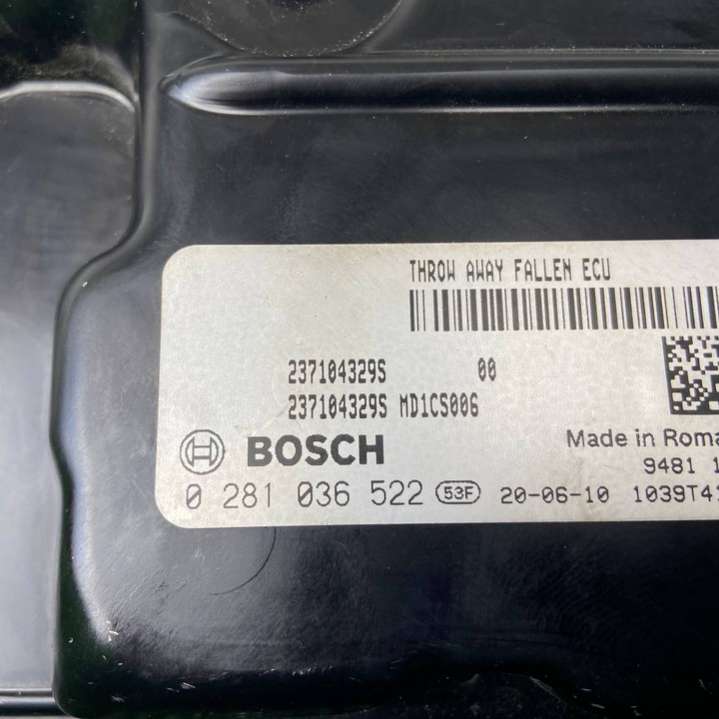 THROW AWAY FALLEN ECU
237104329S 00
237104329S MD1CS006
BOSCH
Made in Roma
9481 1
0 281 036 522 53F 20-06-10 1039T41